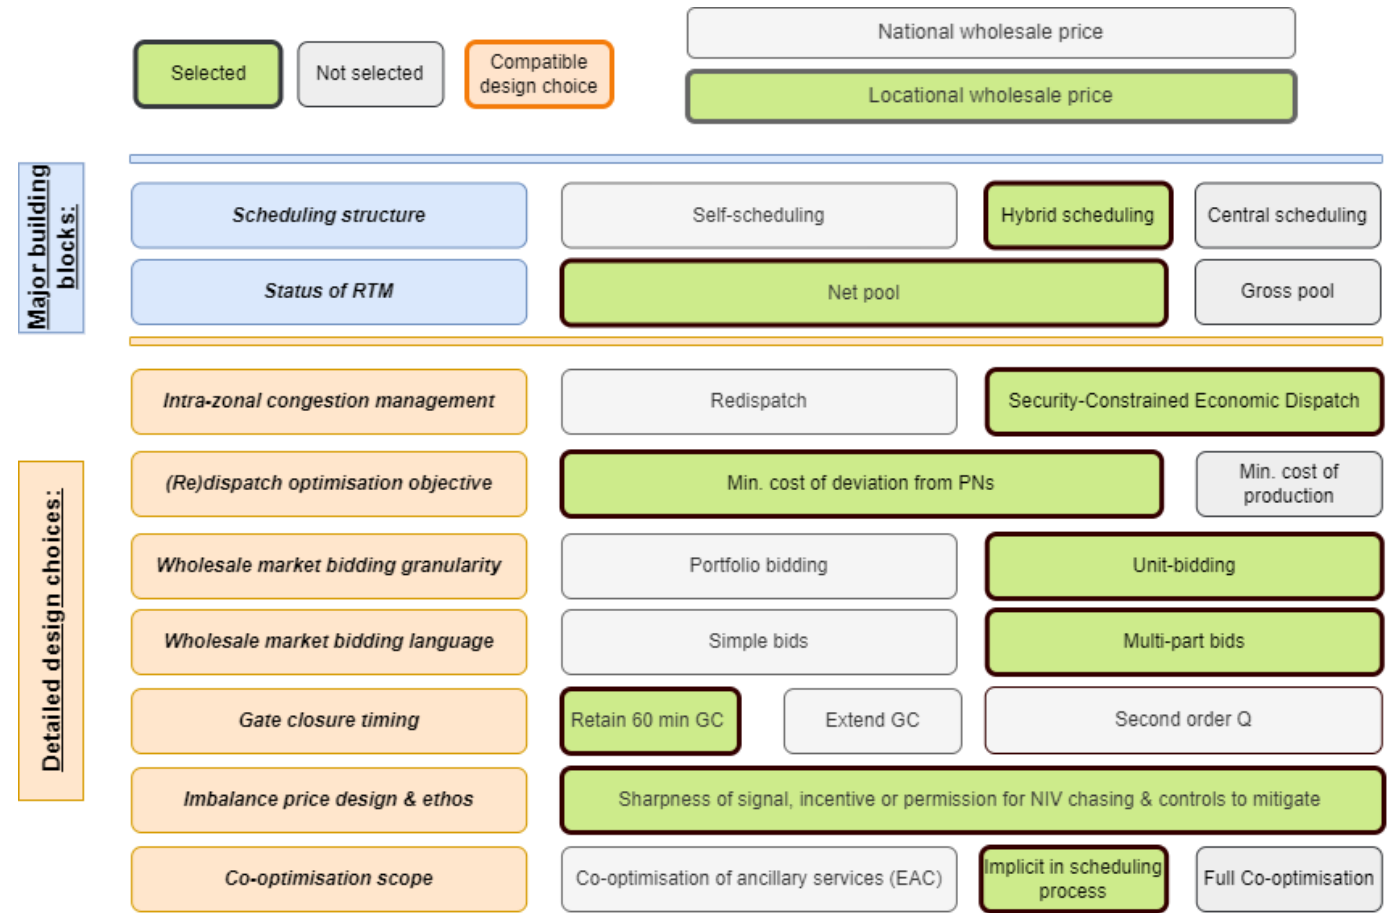 National wholesale price
Selected
Not selected
Compatible
design choice
Locational wholesale price
Major building
blocks:
Scheduling structure
Self-scheduling
Hybrid scheduling
Central scheduling
Status of RTM
Net pool
Gross pool
Detailed design choices:
Intra-zonal congestion management
Redispatch
Security-Constrained Economic Dispatch
(Re)dispatch optimisation objective
Min. cost of deviation from PNs
Min. cost of
production
Wholesale market bidding granularity
Portfolio bidding
Unit-bidding
Wholesale market bidding language
Simple bids
Multi-part bids
Gate closure timing
Retain 60 min GC
Extend GC
Second order Q
Imbalance price design & ethos
Sharpness of signal, incentive or permission for NIV chasing & controls to mitigate
Co-optimisation scope
Co-optimisation of ancillary services (EAC)
Implicit in scheduling
process
Full Co-optimisation